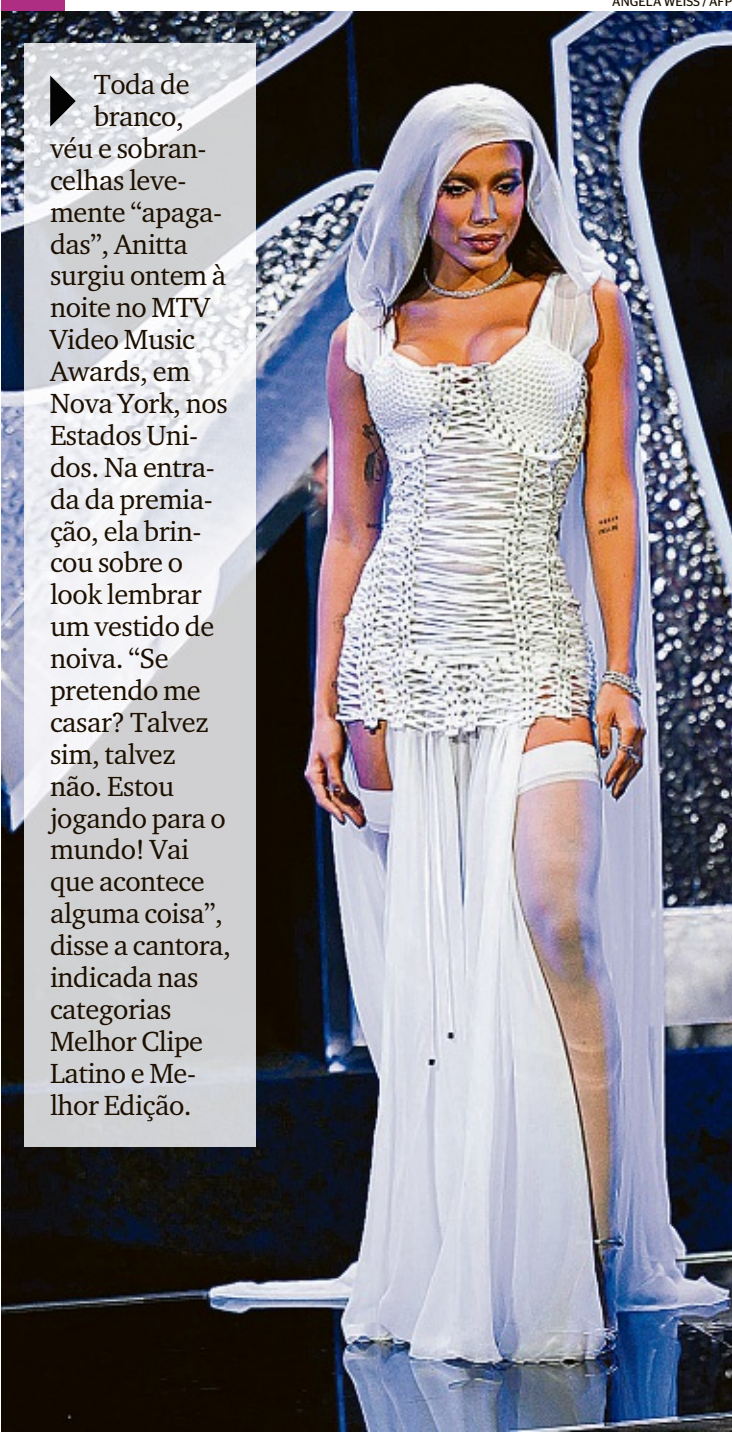 ANGELA WEISS / AFP
Toda de
branco,
véu e sobran-
celhas leve-
mente “apaga-
das”, Anitta
surgiu ontem à
noite no MTV
Video Music
Awards, em
Nova York, nos
Estados Uni-
dos. Na entra-
da da premia-
ção, ela brin-
cou sobre o
look lembrar
um vestido de
noiva. “Se
pretendo me
casar? Talvez
sim, talvez
não. Estou
jogando para o
mundo! Vai
que acontece
alguma coisa”,
disse a cantora,
indicada nas
categorias
Melhor Clipe
Latino e Me-
lhor Edição.